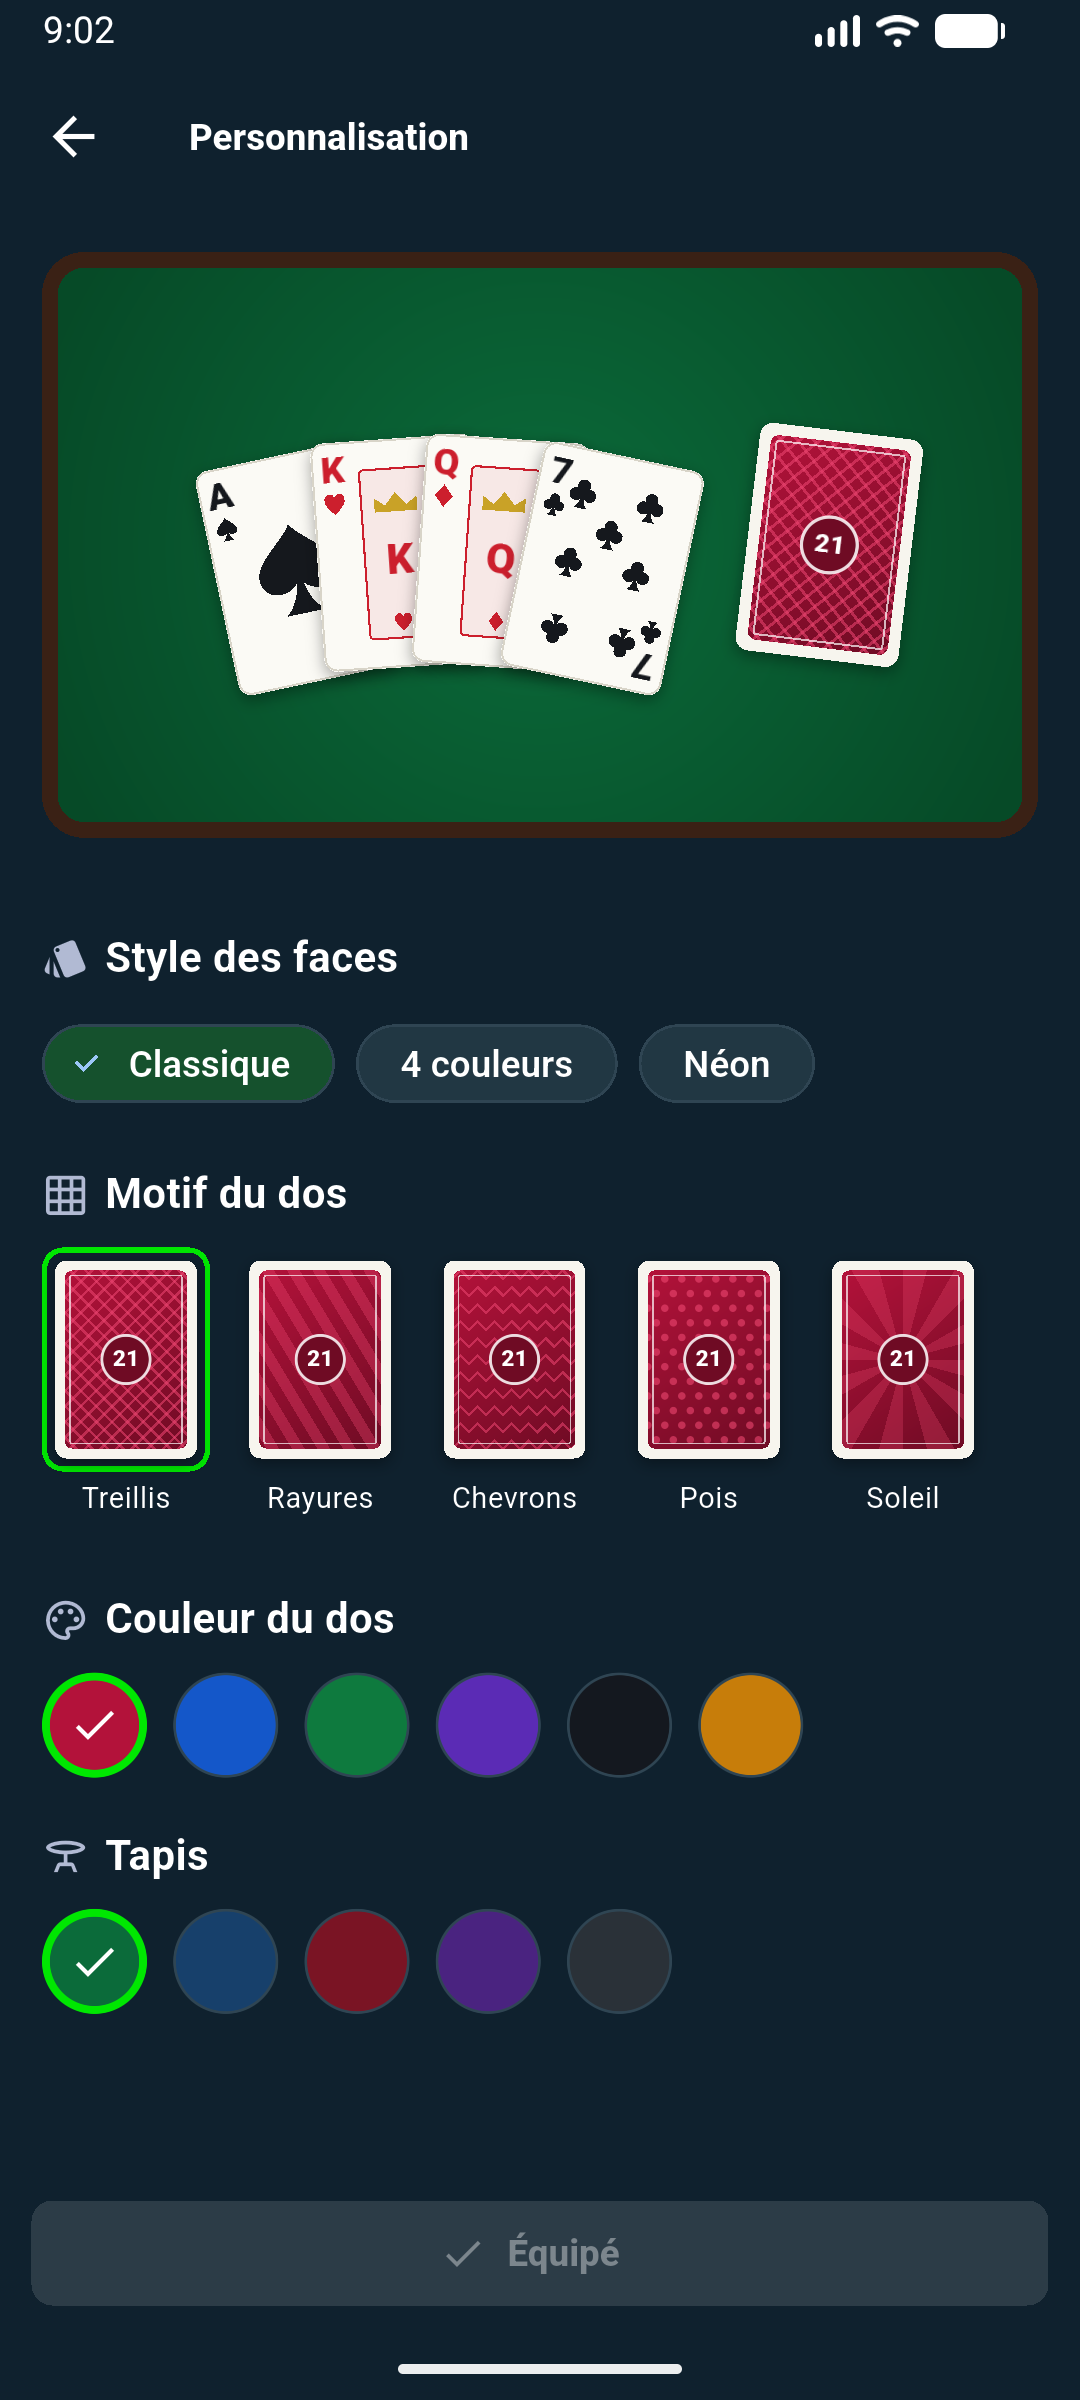 9:02
Personnalisation
A
K
K
Q
Q
7
7
21
Style des faces
Classique
4 couleurs
Néon
Motif du dos
21
21
21
21
21
Treillis
Rayures
Chevrons
Pois
Soleil
Couleur du dos
Tapis
Équipé